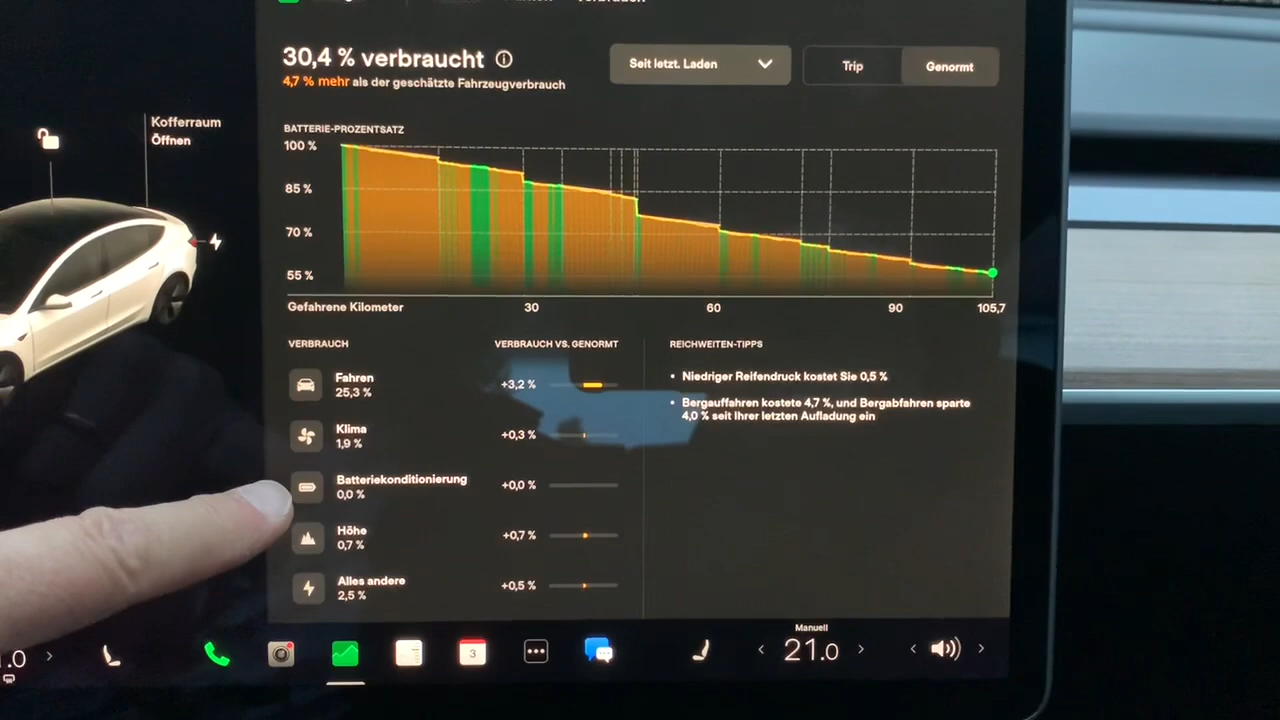 30,4 % verbraucht
4,7 % mehr als der geschätzte Fahrzeugverbrauch
Seit letzt. Laden
Trip
Genormt
Kofferraum
Öffnen
BATTERIE-PROZENTSATZ
100 %
85 %
70 %
55 %
Gefahrene Kilometer
30
60
90
105,7
VERBRAUCH
VERBRAUCH VS. GENORMT
Fahren
25,3 %
+3,2 %
Klima
1,9 %
+0,3 %
Batteriekonditionierung
0,0 %
+0,0 %
Höhe
0,7 %
+0,7 %
Alles andere
2,5 %
+0,5 %
REICHWEITEN-TIPPS
• Niedriger Reifendruck kostet Sie 0,5 %
• Bergauffahren kostete 4,7 %, und Bergabfahren sparte
4,0 % seit Ihrer letzten Aufladung ein
3
Manuell
21.0